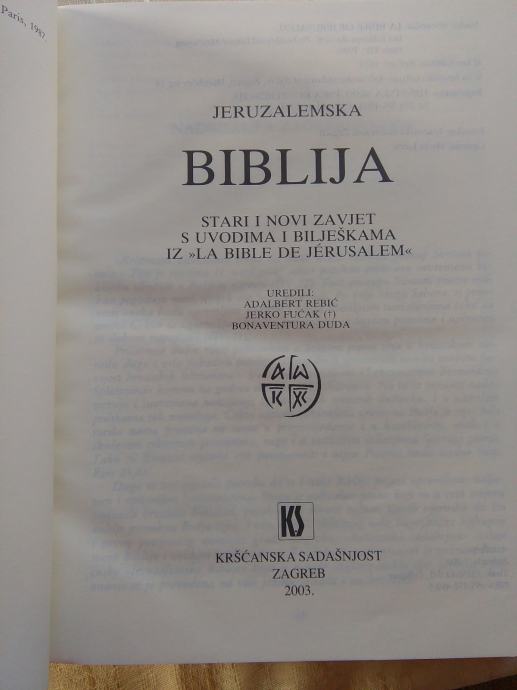 Paris, 1987
JERUZALEMSKA
BIBLIJA
STARI I NOVI ZAVJET
S UVODIMA I BILJEŠKAMA
IZ »LA BIBLE DE JÉRUSALEM«
UREDILI:
ADALBERT REBIĆ
JERKO FUĆAK (†)
BONAVENTURA DUDA
KS
KRŠĆANSKA SADAŠNJOST
ZAGREB
2003.